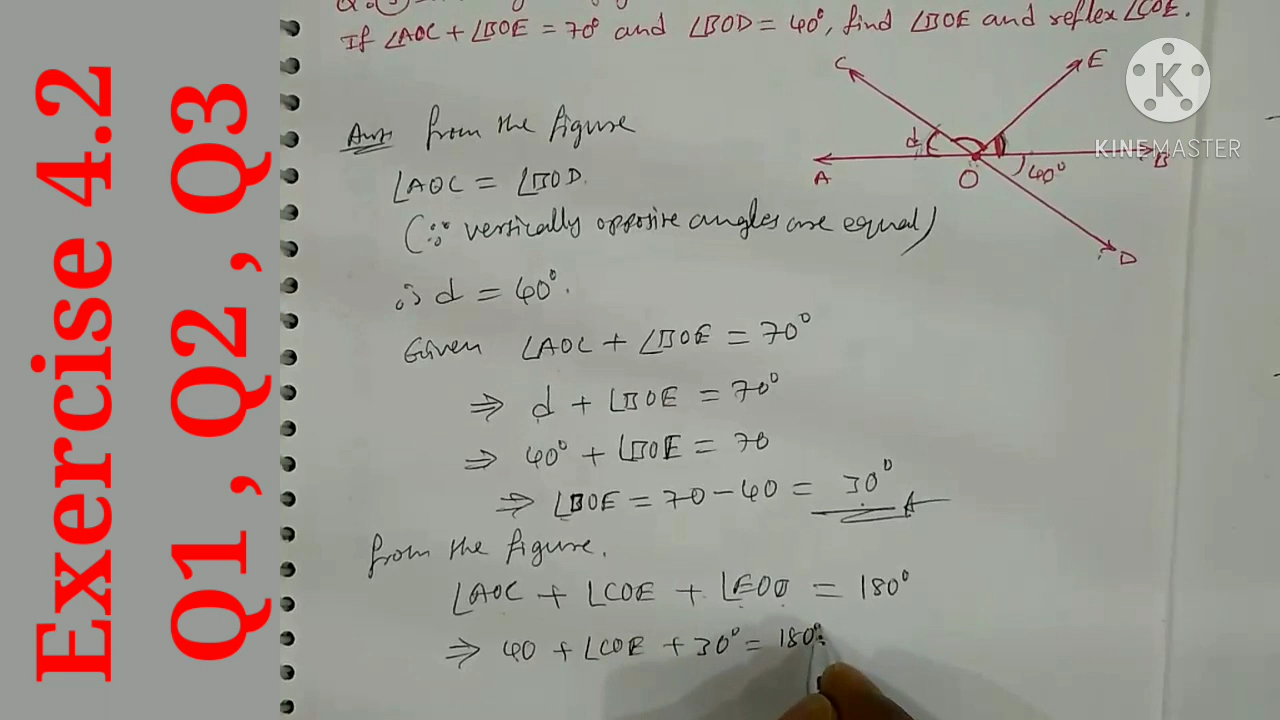 Exercise 4.2
Q1, Q2, Q3
If ∠AOC + ∠BOE = 70° and ∠BOD = 40°, find ∠BOE and reflex ∠COE.
C
E
K
KINEMASTER
d
A
O
40°
B
D
Ans from the figure
∠AOC = ∠BOD.
(∵ vertically opposite angles are equal)
∴ d = 40°.
Given ∠AOC + ∠BOE = 70°
⇒ d + ∠BOE = 70°
⇒ 40° + ∠BOE = 70
⇒ ∠BOE = 70 - 40 = 30° A
from the figure.
∠AOC + ∠COE + ∠EOO = 180°
⇒ 40 + ∠COE + 30° = 180°